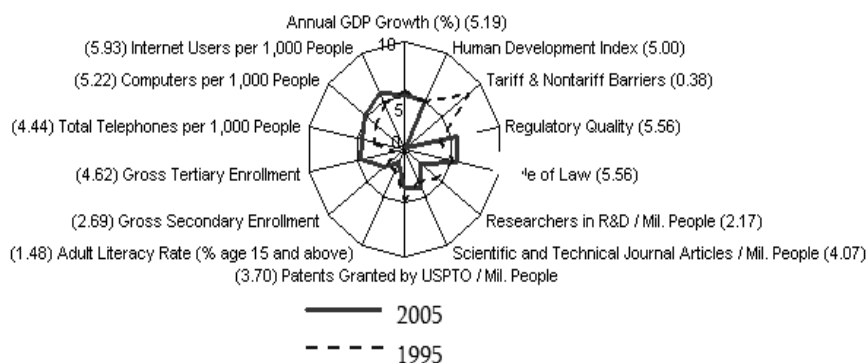 Annual GDP Growth (%) (5.19)
(5.93) Internet Users per 1,000 People
10
Human Development Index (5.00)
(5.22) Computers per 1,000 People
Tariff & Nontariff Barriers (0.38)
5
(4.44) Total Telephones per 1,000 People
Regulatory Quality (5.56)
0
(4.62) Gross Tertiary Enrollment
of Law (5.56)
(2.69) Gross Secondary Enrollment
Researchers in R&D / Mil. People (2.17)
(1.48) Adult Literacy Rate (% age 15 and above)
Scientific and Technical Journal Articles / Mil. People (4.07)
(3.70) Patents Granted by USPTO / Mil. People
2005
1995